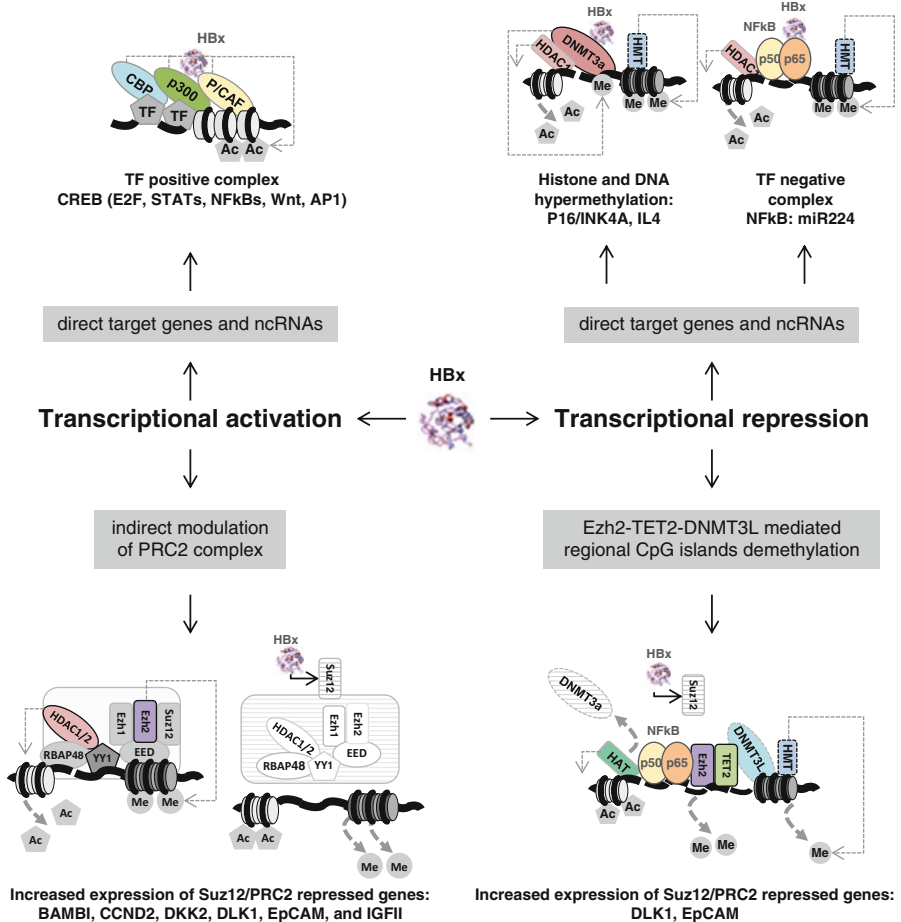 HBx
CBP
p300
P/CAF
TF
TF
Ac
Ac
TF positive complex
CREB (E2F, STATs, NFkBs, Wnt, AP1)
HBx
HDAC1
DNMT3a
HMT
Me
Me
Me
Ac
Ac
Histone and DNA
hypermethylation:
P16/INK4A, IL4
HBx
NFkB
HDAC1
p50
p65
HMT
Me
Me
Ac
Ac
TF negative
complex
NFkB: miR224
direct target genes and ncRNAs
direct target genes and ncRNAs
HBx
Transcriptional activation
Transcriptional repression
indirect modulation
of PRC2 complex
Ezh2-TET2-DNMT3L mediated
regional CpG islands demethylation
HDAC1/2
RBAP48
YY1
Ezh1
Ezh2
Suz12
EED
Me
Me
Ac
Ac
HBx
Suz12
HDAC1/2
RBAP48
YY1
Ezh1
Ezh2
EED
Ac
Ac
Me
Me
Increased expression of Suz12/PRC2 repressed genes:
BAMBI, CCND2, DKK2, DLK1, EpCAM, and IGFII
HBx
Suz12
DNMT3a
NFkB
HAT
p50
p65
Ezh2
TET2
DNMT3L
HMT
Ac
Ac
Me
Me
Me
Increased expression of Suz12/PRC2 repressed genes:
DLK1, EpCAM